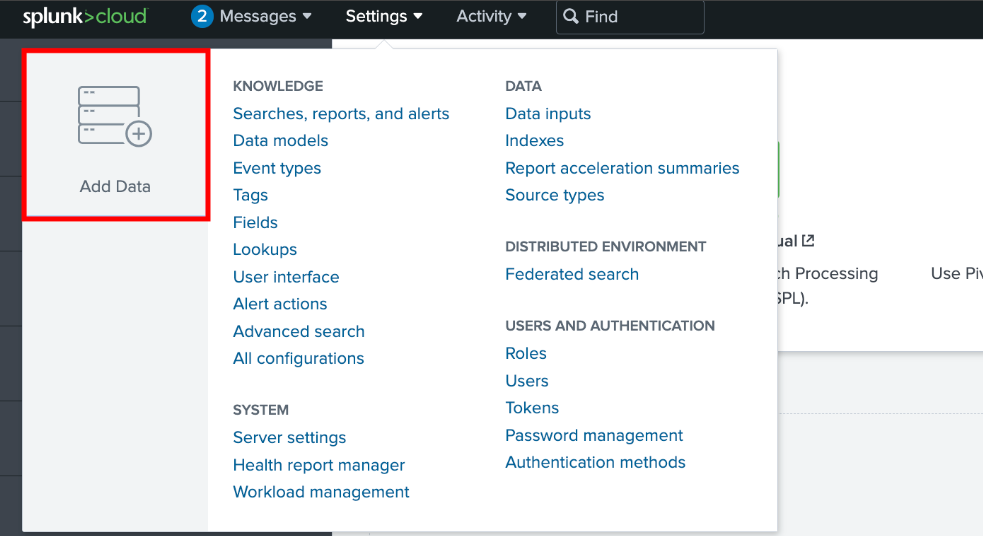 splunk>cloud
2 Messages
Settings
Activity
Find
Add Data
KNOWLEDGE
Searches, reports, and alerts
Data models
Event types
Tags
Fields
Lookups
User interface
Alert actions
Advanced search
All configurations
SYSTEM
Server settings
Health report manager
Workload management
DATA
Data inputs
Indexes
Report acceleration summaries
Source types
DISTRIBUTED ENVIRONMENT
Federated search
USERS AND AUTHENTICATION
Roles
Users
Tokens
Password management
Authentication methods
ual
ch Processing
SPL).
Use Piv